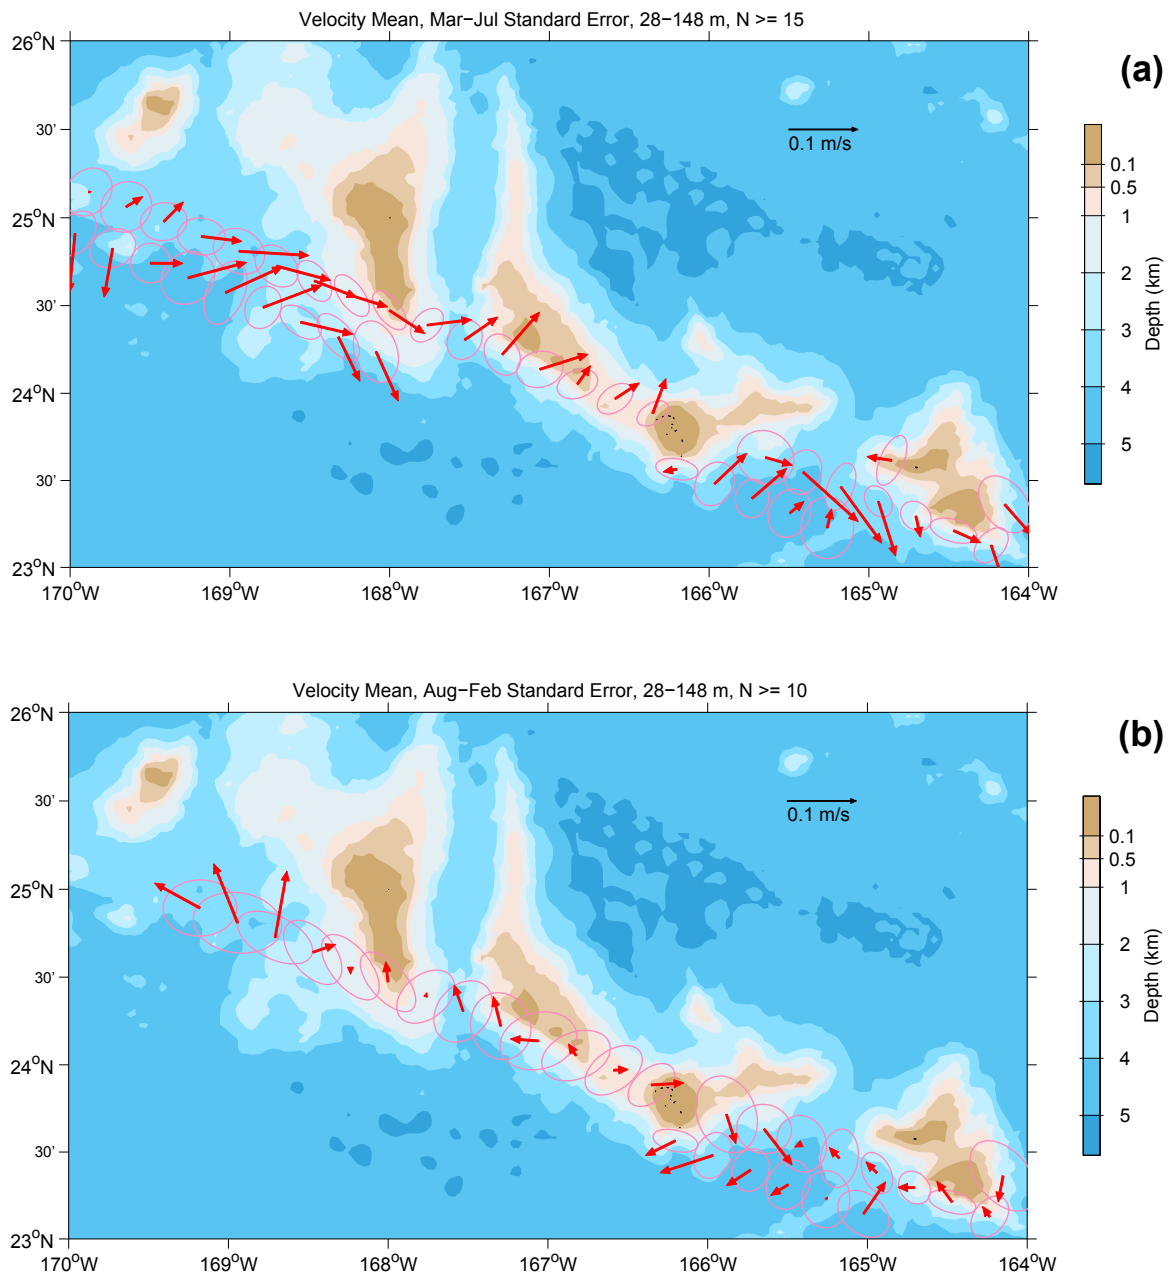 Velocity Mean, Mar−Jul Standard Error, 28−148 m, N >= 15
(a)
26°N
30'
25°N
30'
24°N
30'
23°N
170°W
169°W
168°W
167°W
166°W
165°W
164°W
0.1 m/s
0.1
0.5
1
2
3
4
5
Depth (km)
Velocity Mean, Aug−Feb Standard Error, 28−148 m, N >= 10
(b)
26°N
30'
25°N
30'
24°N
30'
23°N
170°W
169°W
168°W
167°W
166°W
165°W
164°W
0.1 m/s
0.1
0.5
1
2
3
4
5
Depth (km)